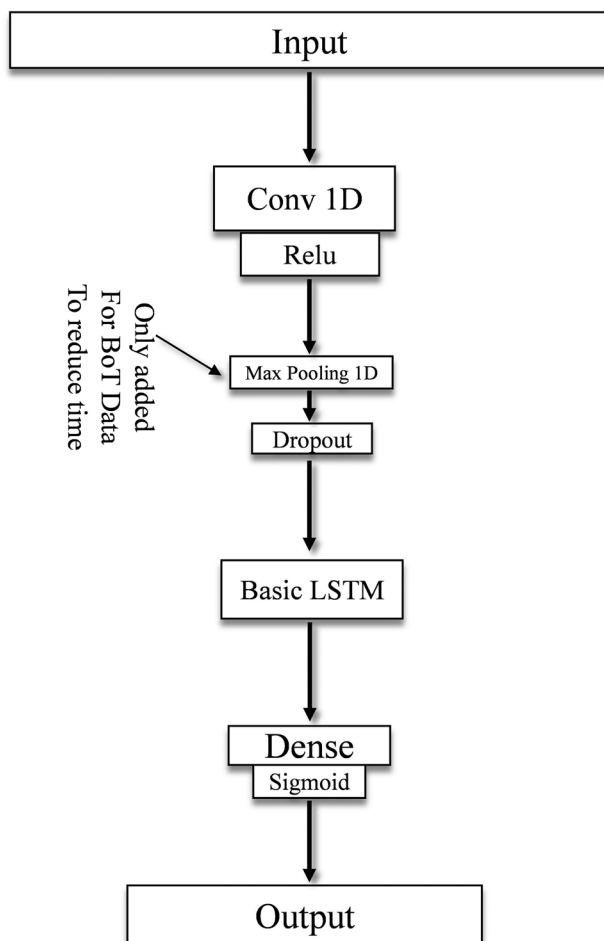 Input
Conv 1D
Relu
Only added
For BoT Data
To reduce time
Max Pooling 1D
Dropout
Basic LSTM
Dense
Sigmoid
Output